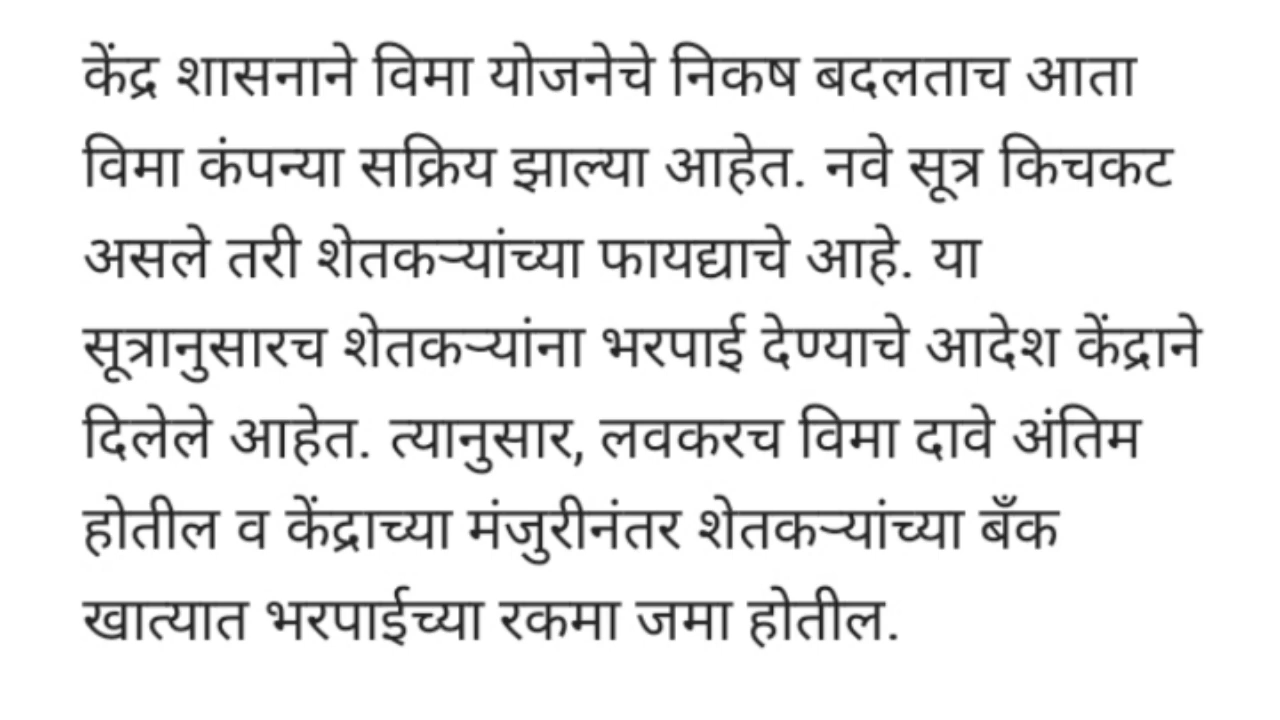 केंद्र शासनाने विमा योजनेचे निकष बदलताच आता
विमा कंपन्या सक्रिय झाल्या आहेत. नवे सूत्र किचकट
असले तरी शेतकऱ्यांच्या फायद्याचे आहे. या
सूत्रानुसारच शेतकऱ्यांना भरपाई देण्याचे आदेश केंद्राने
दिलेले आहेत. त्यानुसार, लवकरच विमा दावे अंतिम
होतील व केंद्राच्या मंजुरीनंतर शेतकऱ्यांच्या बँक
खात्यात भरपाईच्या रकमा जमा होतील.